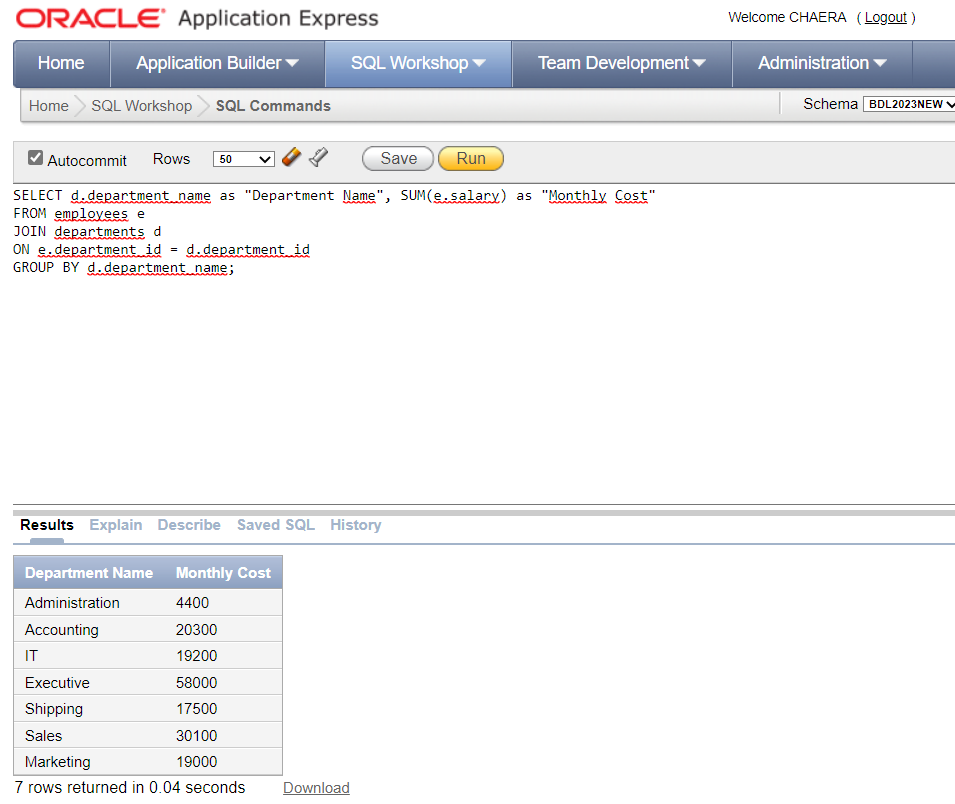 ORACLE® Application Express
Welcome CHAERA ( Logout )
Home Application Builder SQL Workshop Team Development Administration
Home SQL Workshop SQL Commands Schema BDL2023NEW
Autocommit Rows 50 Save Run
SELECT d.department_name as "Department Name", SUM(e.salary) as "Monthly Cost"
FROM employees e
JOIN departments d
ON e.department_id = d.department_id
GROUP BY d.department_name;
Results Explain Describe Saved SQL History
Department Name Monthly Cost
Administration 4400
Accounting 20300
IT 19200
Executive 58000
Shipping 17500
Sales 30100
Marketing 19000
7 rows returned in 0.04 seconds Download